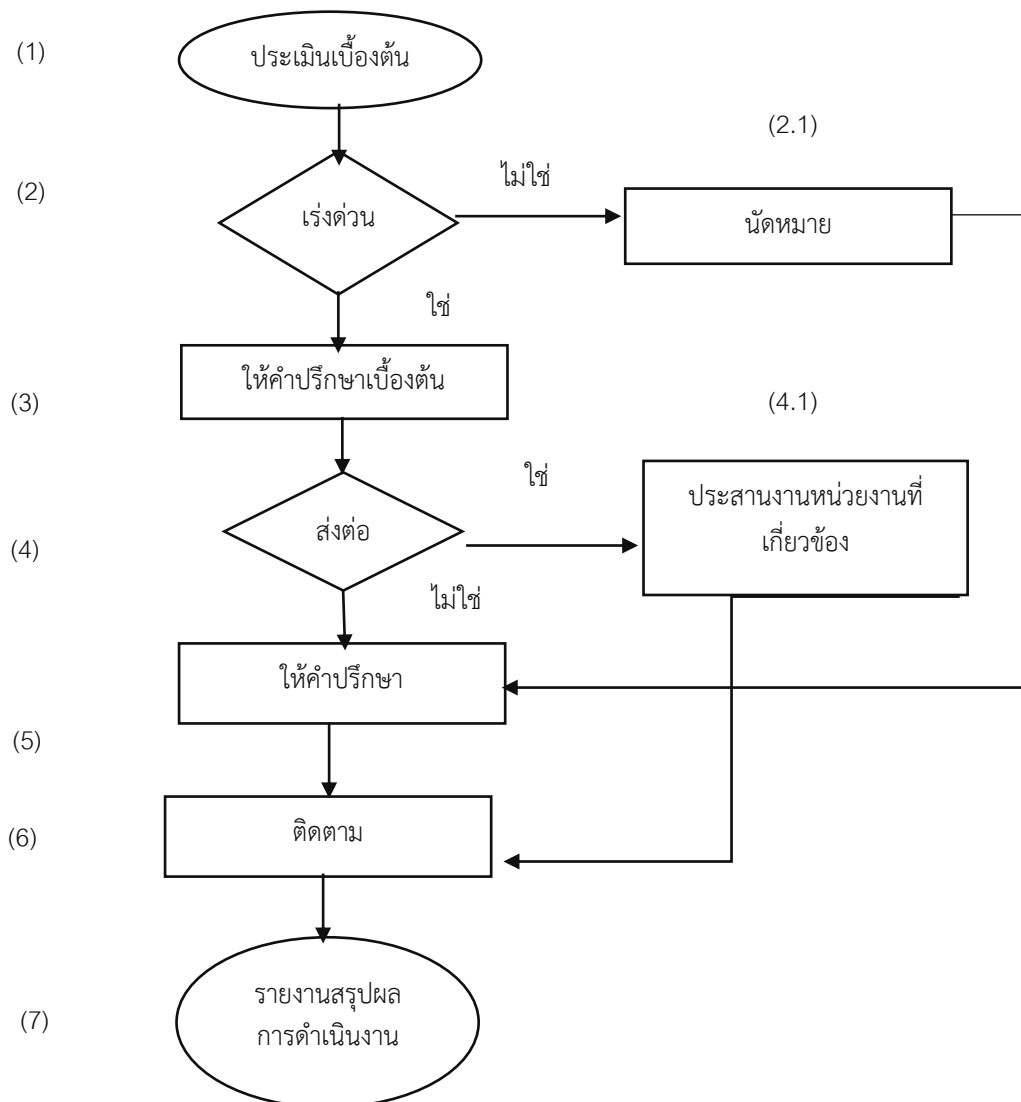 (1)
ประเมินเบื้องต้น
(2.1)
(2)
เร่งด่วน
ไม่ใช่
นัดหมาย
ใช่
(3)
ให้คำปรึกษาเบื้องต้น
(4.1)
(4)
ส่งต่อ
ใช่
ประสานงานหน่วยงานที่
เกี่ยวข้อง
ไม่ใช่
ให้คำปรึกษา
(5)
(6)
ติดตาม
(7)
รายงานสรุปผล
การดำเนินงาน